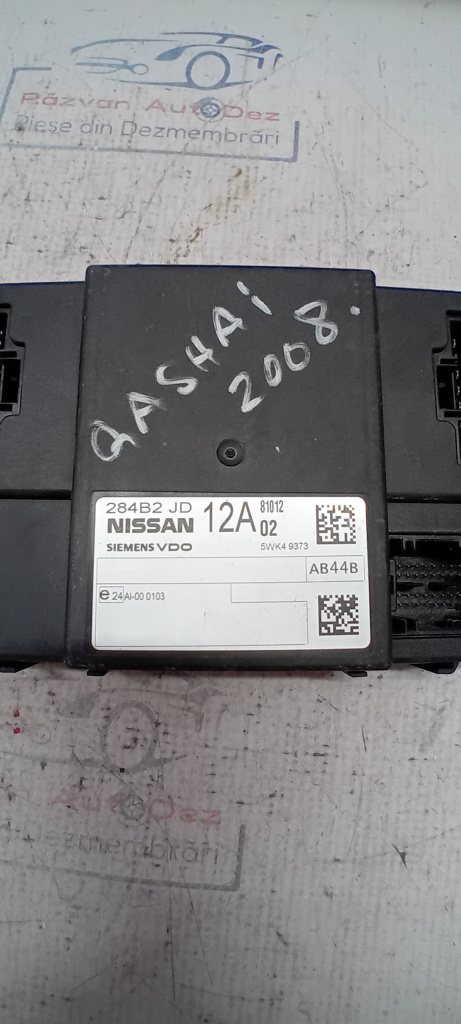 Răzvan AutoDez
Piese din Dezmembrări
QASHAi
2008.
284B2 JD
NISSAN
12A
81012
02
SIEMENS VDO
5WK4 9373
AB44B
e 24 AI-00 0103
AutoDez
Dezmembrări